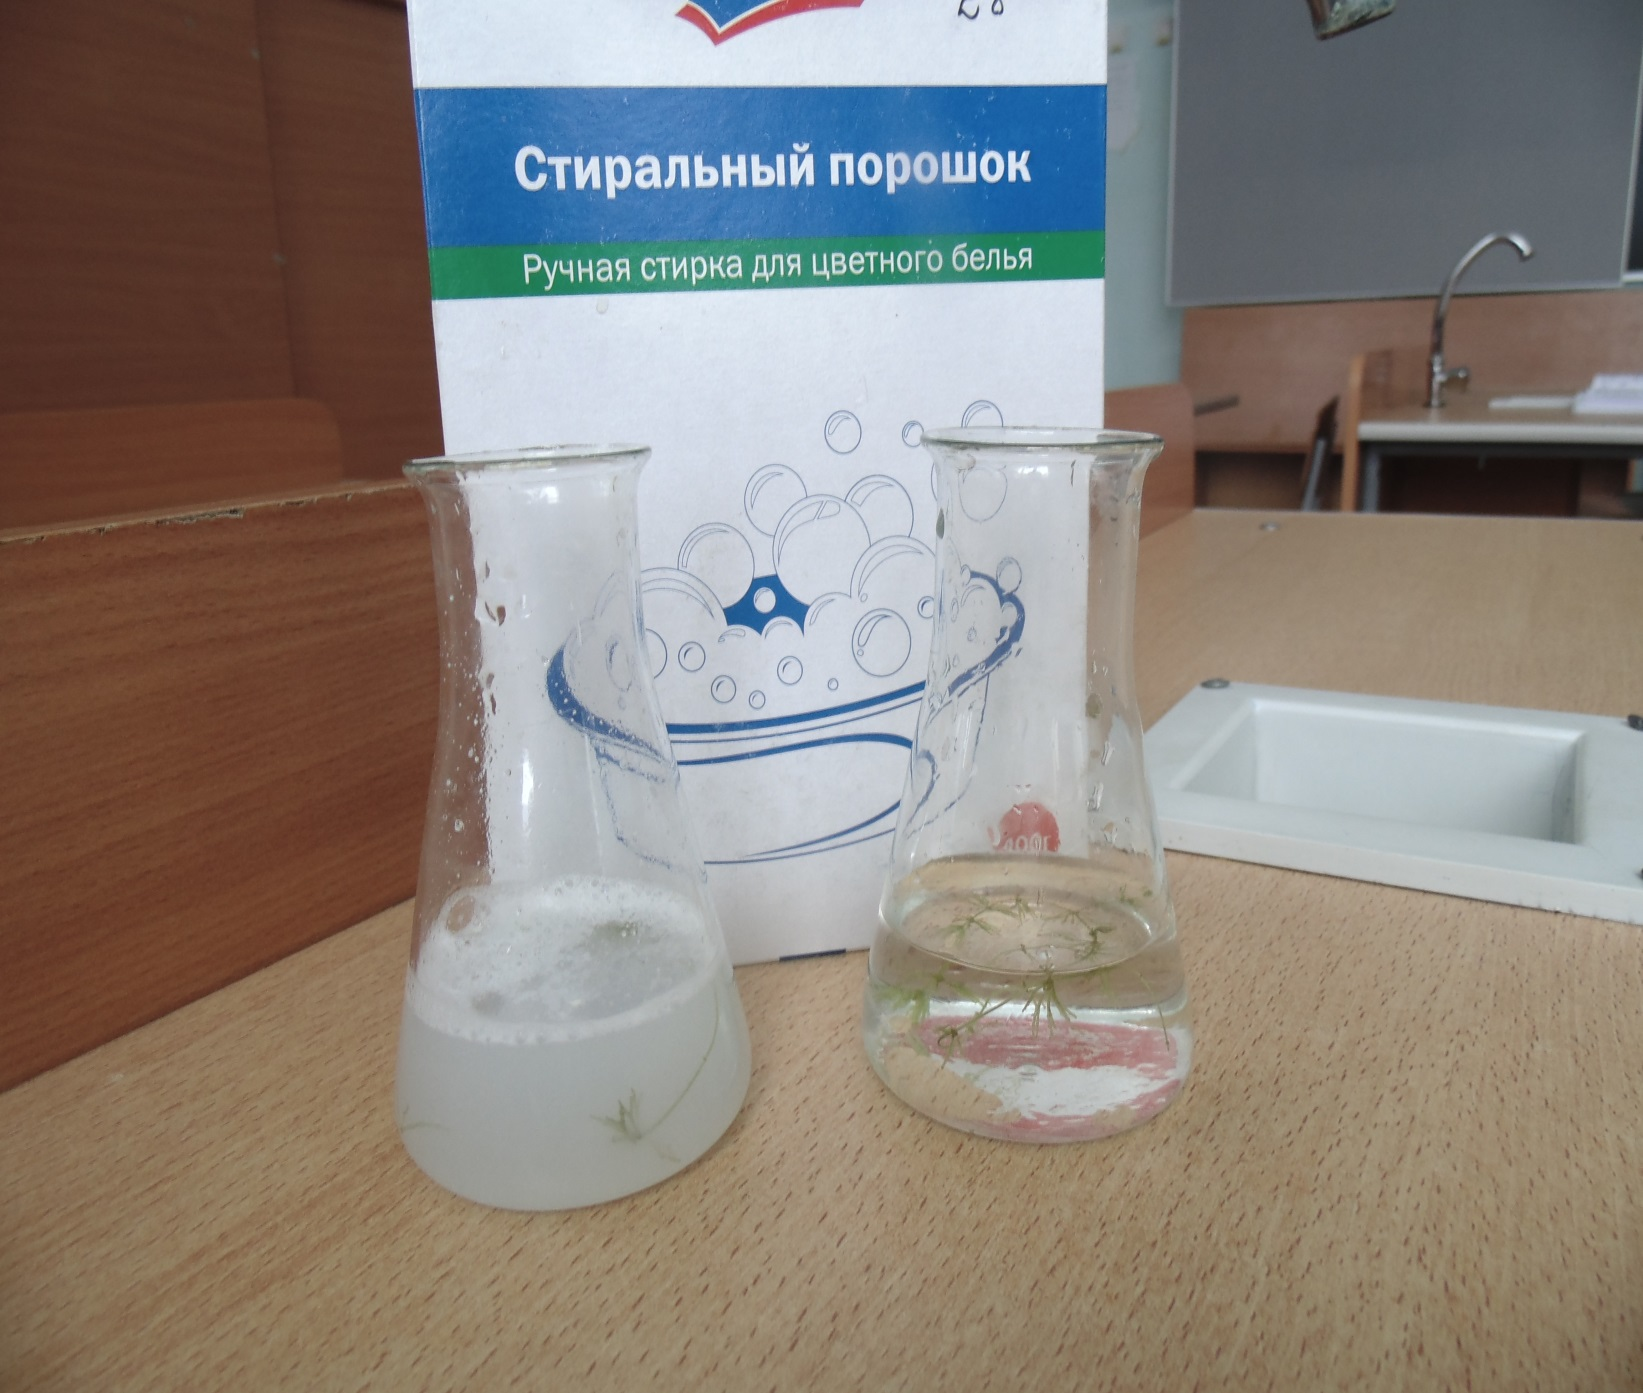 Стиральный порошок
Ручная стирка для цветного белья